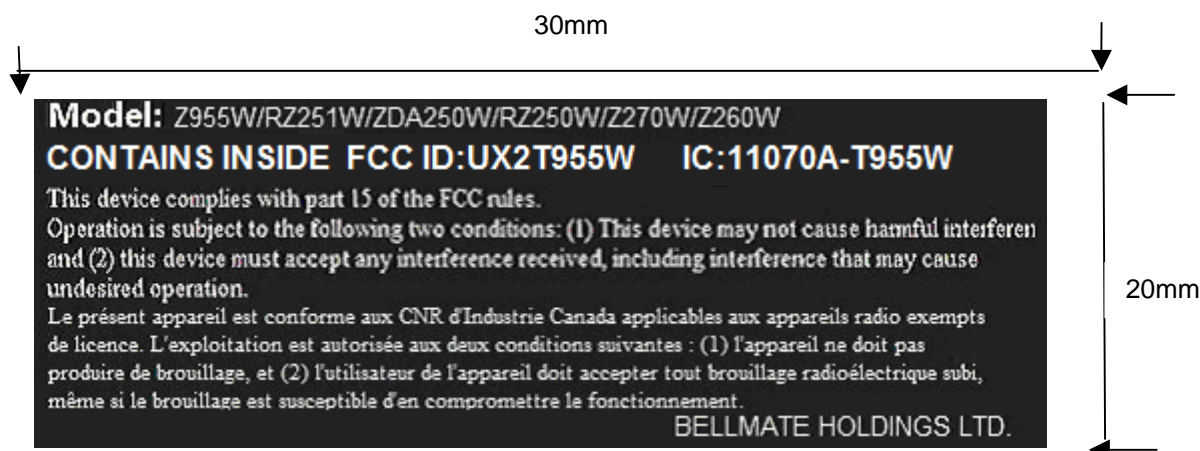 30mm
Model: Z955W/RZ251W/ZDA250W/RZ250W/Z270W/Z260W
CONTAINS INSIDE FCC ID:UX2T955W IC:11070A-T955W
This device complies with part 15 of the FCC rules.
Operation is subject to the following two conditions: (1) This device may not cause harmful interferen
and (2) this device must accept any interference received, including interference that may cause
undesired operation.
20mm
Le présent appareil est conforme aux CNR d'Industrie Canada applicables aux appareils radio exempts
de licence. L'exploitation est autorisée aux deux conditions suivantes : (1) l'appareil ne doit pas
produire de brouillage, et (2) l'utilisateur de l'appareil doit accepter tout brouillage radioélectrique subi,
même si le brouillage est susceptible d'en compromettre le fonctionnement.
BELLMATE HOLDINGS LTD.